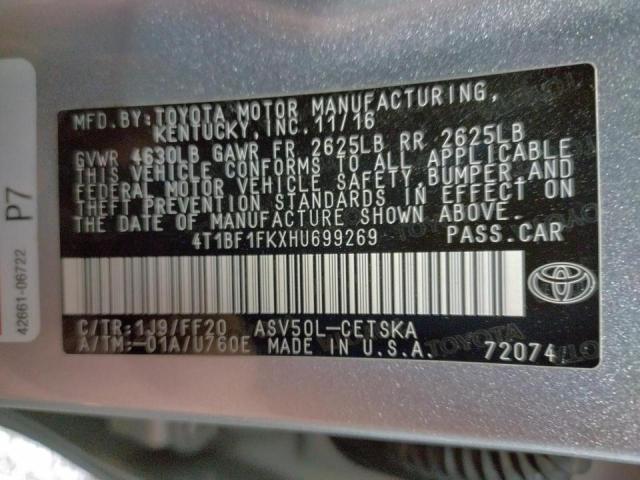 MFD. BY: TOYOTA MOTOR MANUFACTURING,
KENTUCKY, INC. 11/16
GVWR 4630LB GAWR FR 2625LB RR 2625LB
THIS VEHICLE CONFORMS TO ALL APPLICABLE
FEDERAL MOTOR VEHICLE SAFETY, BUMPER, AND
THEFT PREVENTION STANDARDS IN EFFECT ON
THE DATE OF MANUFACTURE SHOWN ABOVE.
4T1BF1FKXHU699269 PASS.CAR
C/TR:1J9/FF20 ASV50L-CETSKA
A/TM:-01A/U760E MADE IN U.S.A. 72074
P7
42661-06722
TOYOTA
TOYOTA
TOYOTA